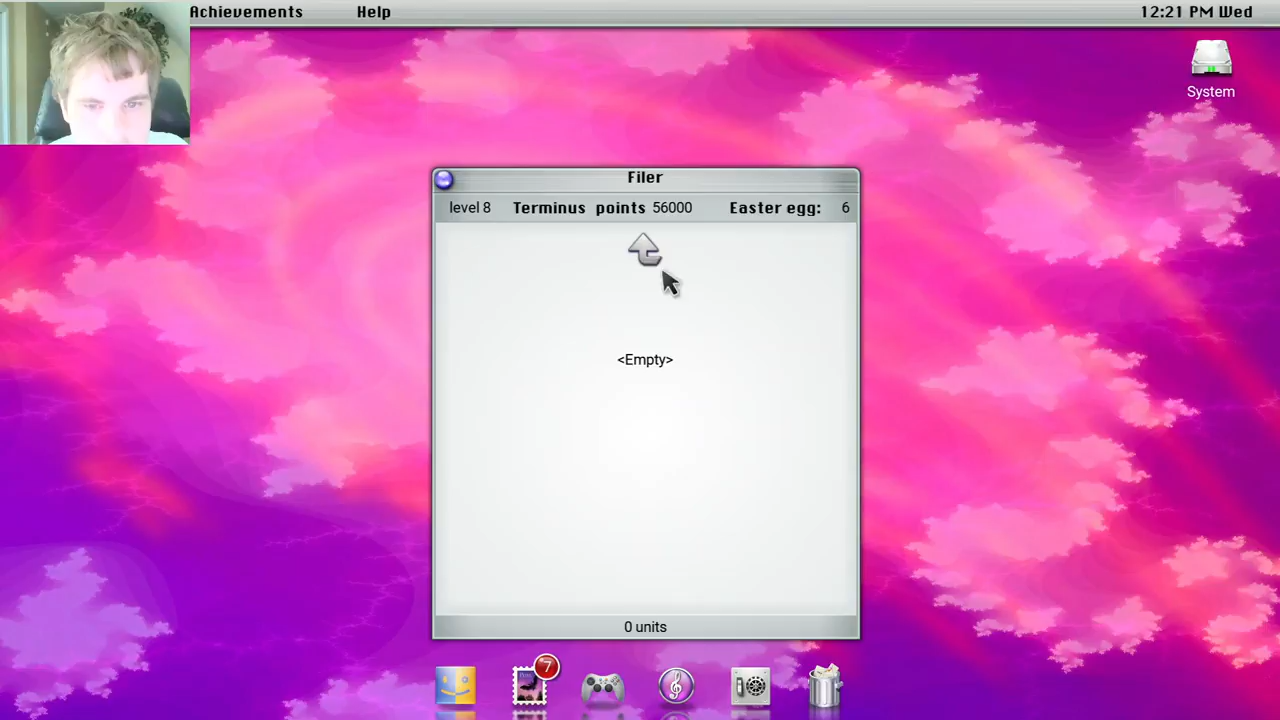 Achievements Help 12:21 PM Wed
System
Filer
level 8 Terminus points 56000 Easter egg: 6
<Empty>
0 units
7